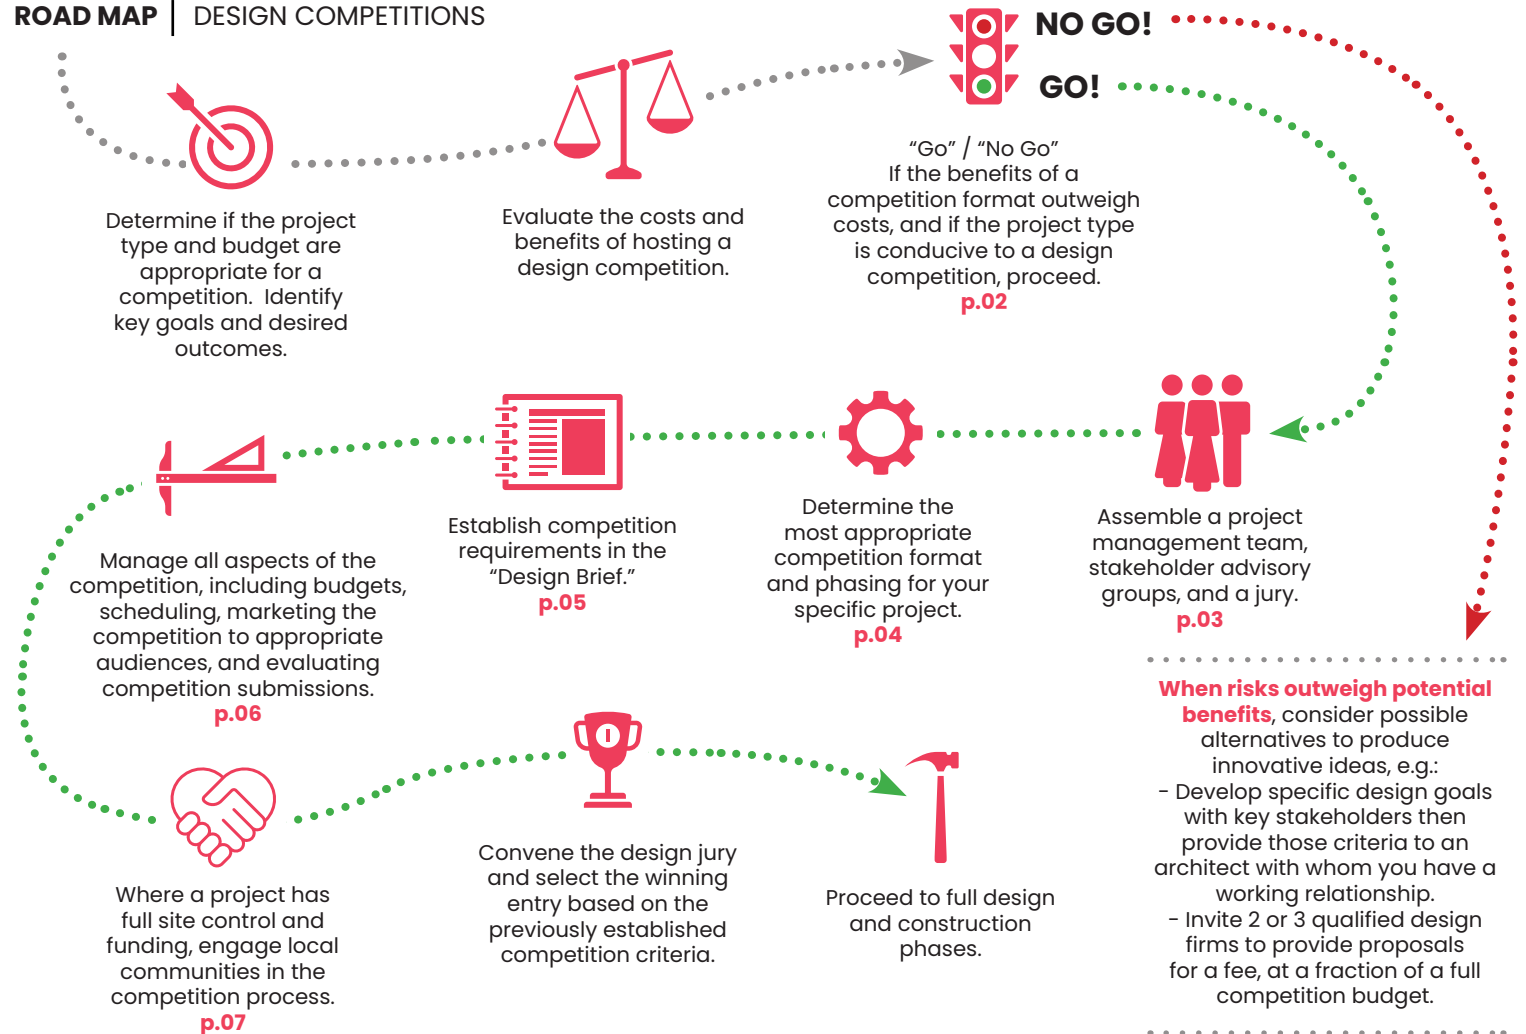 ROAD MAP | DESIGN COMPETITIONS
NO GO!
GO!
Determine if the project
type and budget are
appropriate for a
competition.  Identify
key goals and desired
outcomes.
Evaluate the costs and
benefits of hosting a
design competition.
“Go” / “No Go”
If the benefits of a
competition format outweigh
costs, and if the project type
is conducive to a design
competition, proceed.
p.02
Assemble a project
management team,
stakeholder advisory
groups, and a jury.
p.03
Determine the
most appropriate
competition format
and phasing for your
specific project.
p.04
Establish competition
requirements in the
“Design Brief.”
p.05
Manage all aspects of the
competition, including budgets,
scheduling, marketing the
competition to appropriate
audiences, and evaluating
competition submissions.
p.06
Where a project has
full site control and
funding, engage local
communities in the
competition process.
p.07
Convene the design jury
and select the winning
entry based on the
previously established
competition criteria.
Proceed to full design
and construction
phases.
When risks outweigh potential
benefits, consider possible
alternatives to produce
innovative ideas, e.g.:
- Develop specific design goals
with key stakeholders then
provide those criteria to an
architect with whom you have a
working relationship.
- Invite 2 or 3 qualified design
firms to provide proposals
for a fee, at a fraction of a full
competition budget.